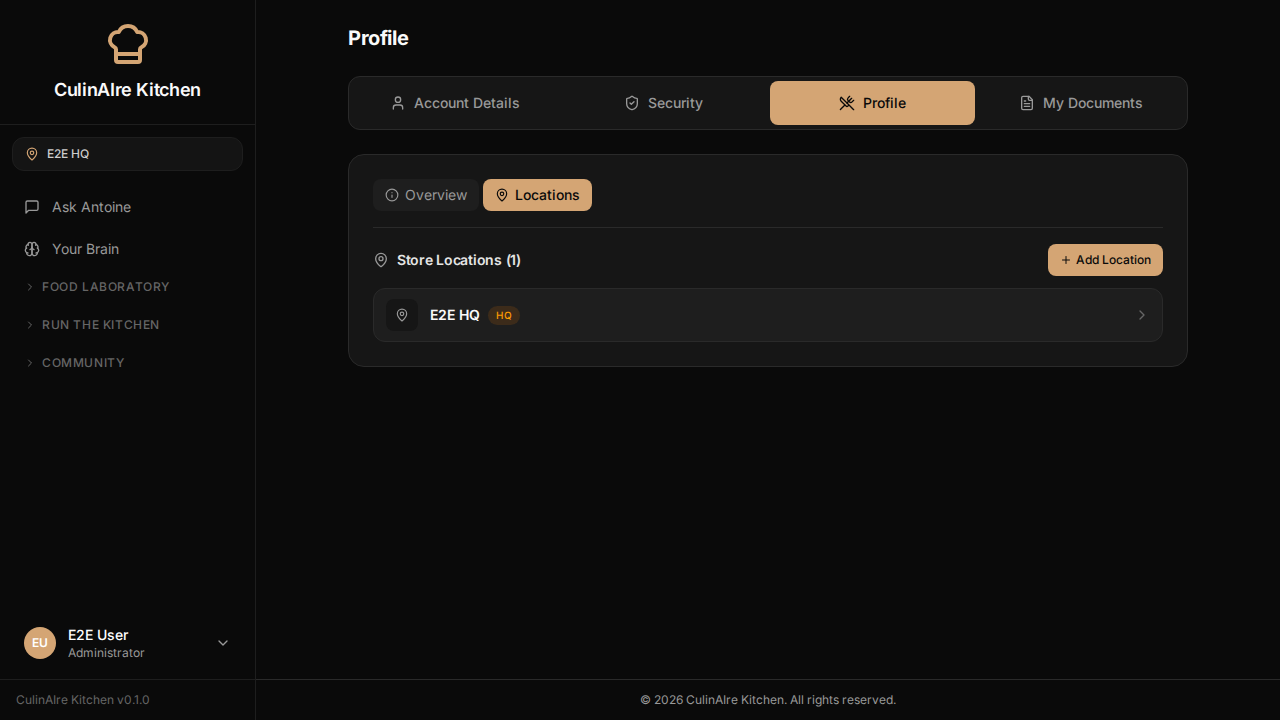 CulinAIre Kitchen
E2E HQ
Ask Antoine
Your Brain
FOOD LABORATORY
RUN THE KITCHEN
COMMUNITY
EU
E2E User
Administrator
CulinAIre Kitchen v0.1.0
Profile
Account Details
Security
Profile
My Documents
Overview
Locations
Store Locations (1)
Add Location
E2E HQ
HQ
© 2026 CulinAIre Kitchen. All rights reserved.